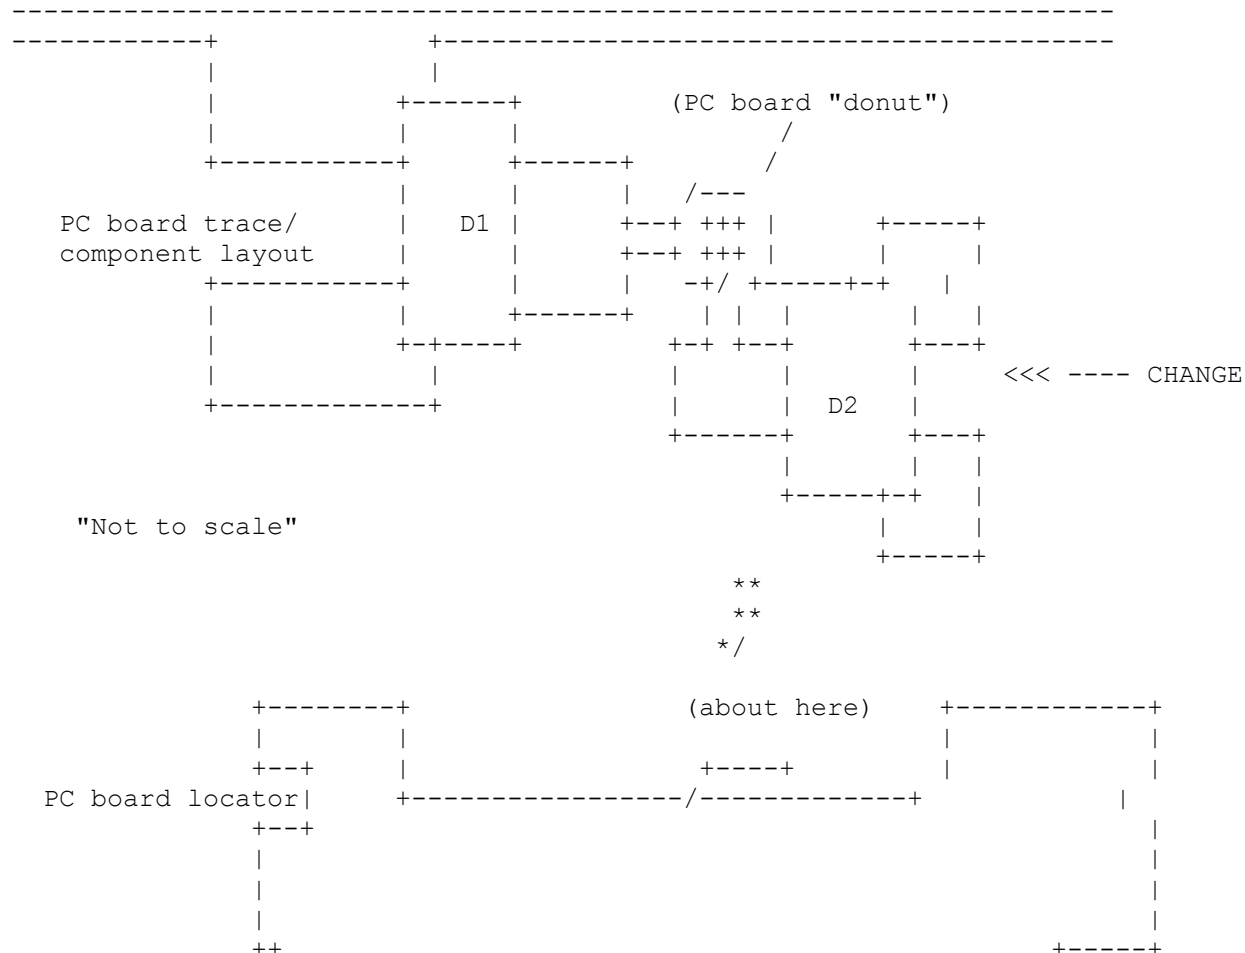 (PC board "donut")
PC board trace/ D1
component layout
<<< ---- CHANGE
D2
"Not to scale"
(about here)
PC board locator